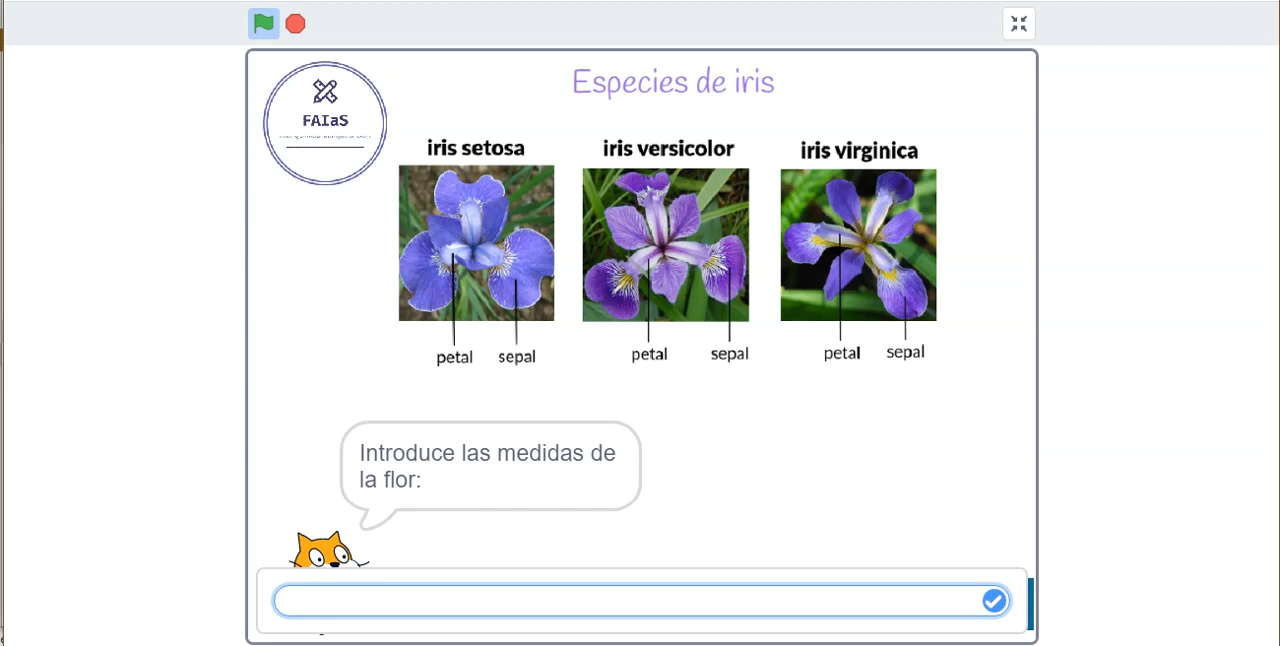 FAIaS
Especies de iris
iris setosa
iris versicolor
iris virginica
petal
sepal
petal
sepal
petal
sepal
Introduce las medidas de
la flor: